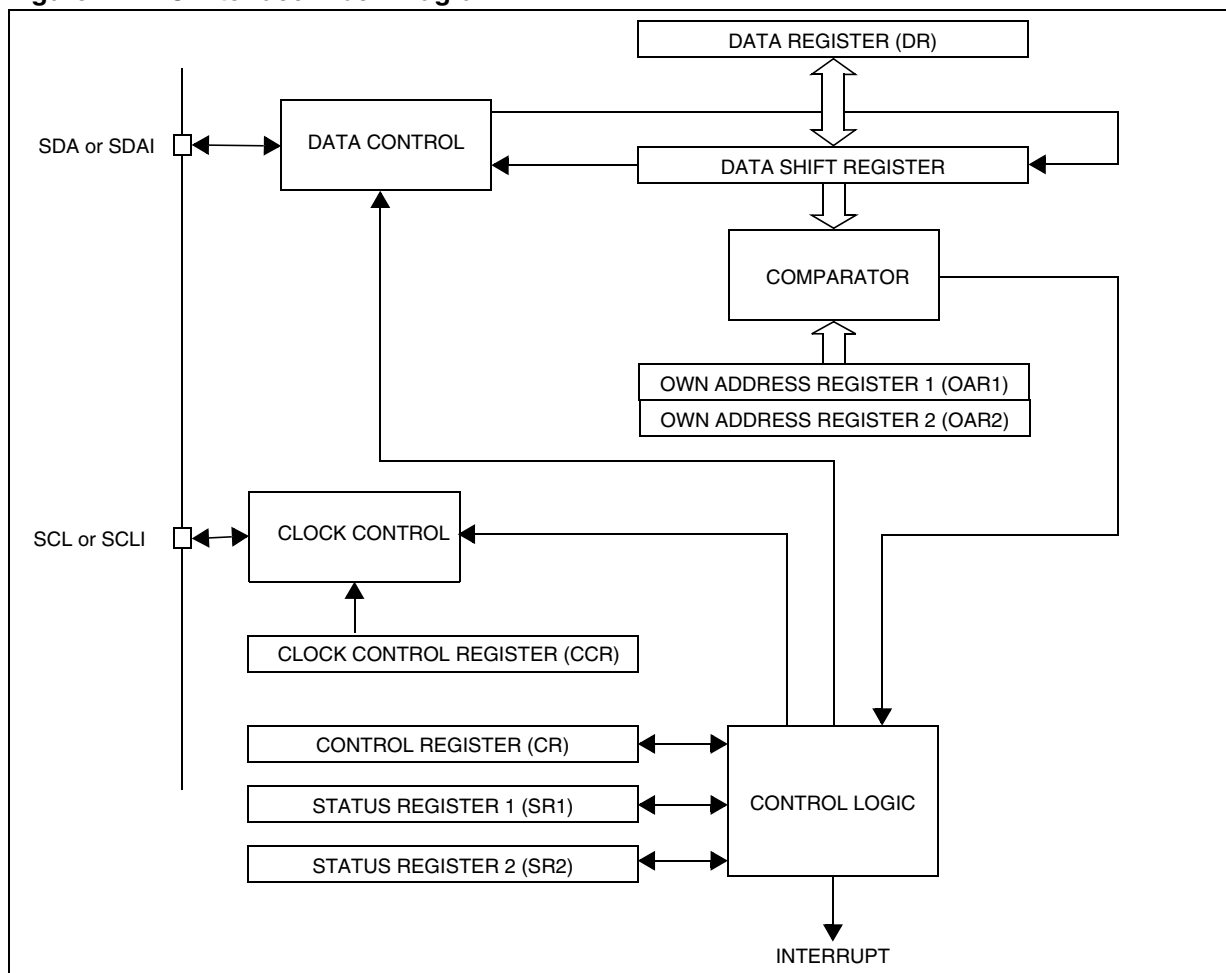 DATA REGISTER (DR)
SDA or SDAI
DATA CONTROL
DATA SHIFT REGISTER
COMPARATOR
OWN ADDRESS REGISTER 1 (OAR1)
OWN ADDRESS REGISTER 2 (OAR2)
SCL or SCLI
CLOCK CONTROL
CLOCK CONTROL REGISTER (CCR)
CONTROL REGISTER (CR)
STATUS REGISTER 1 (SR1)
CONTROL LOGIC
STATUS REGISTER 2 (SR2)
INTERRUPT